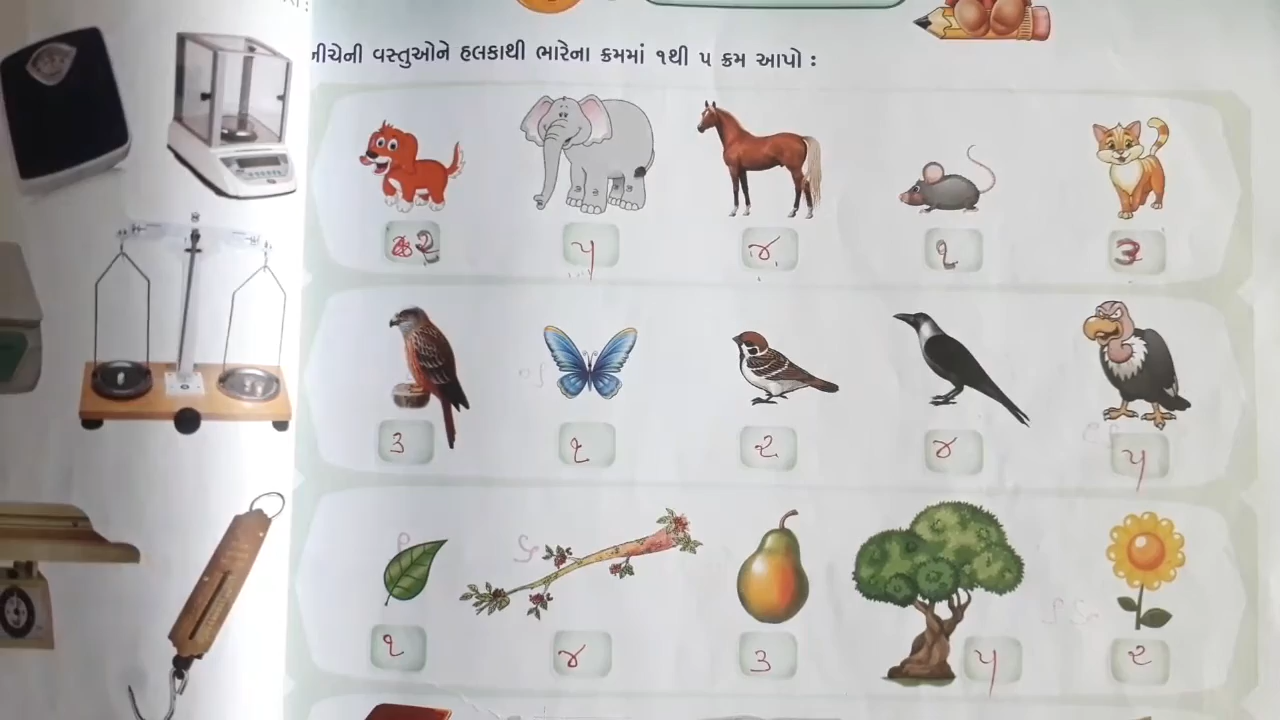 નીચેની વસ્તુઓને હલકાથી ભારેના ક્રમમાં ૧થી ૫ ક્રમ આપો :
૨ ૫ ૪ ૧ ૩
૩ ૧ ૨ ૪ ૫
૧ ૪ ૩ ૫ ૨